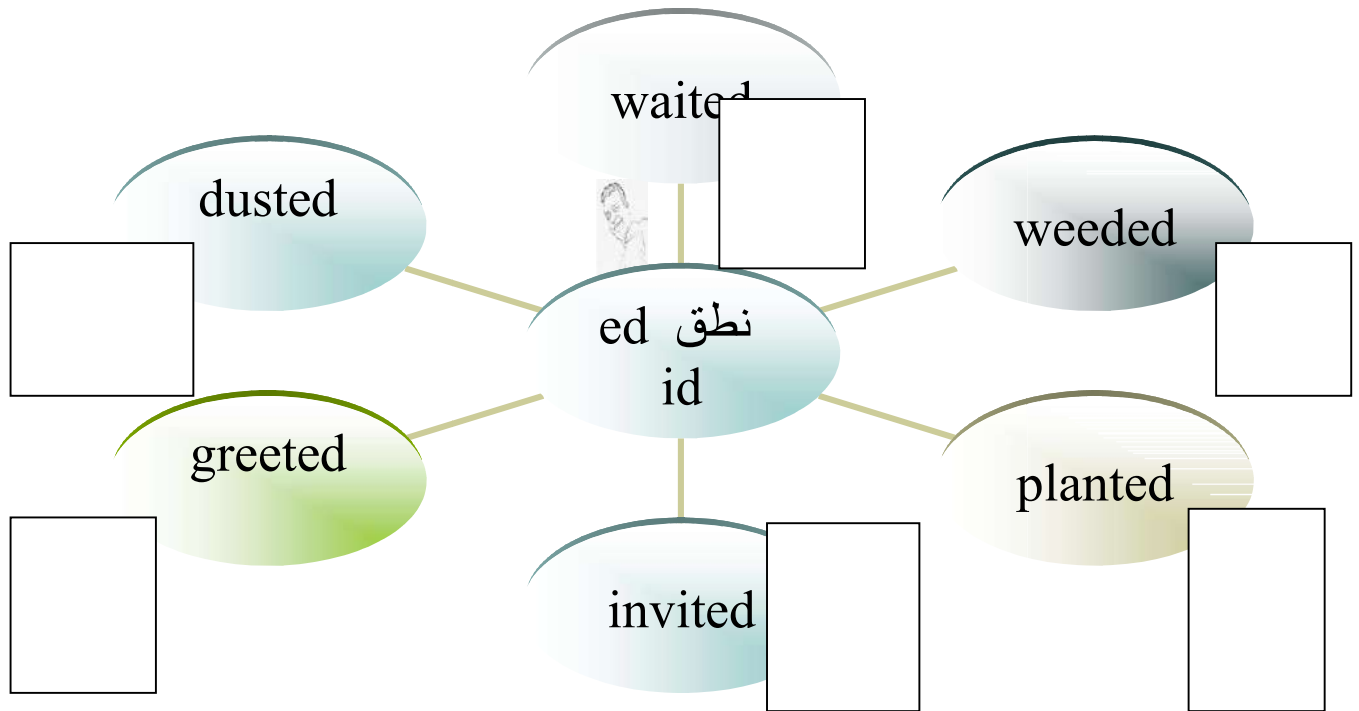 waited
dusted
weeded
نطق ed
id
greeted
planted
invited